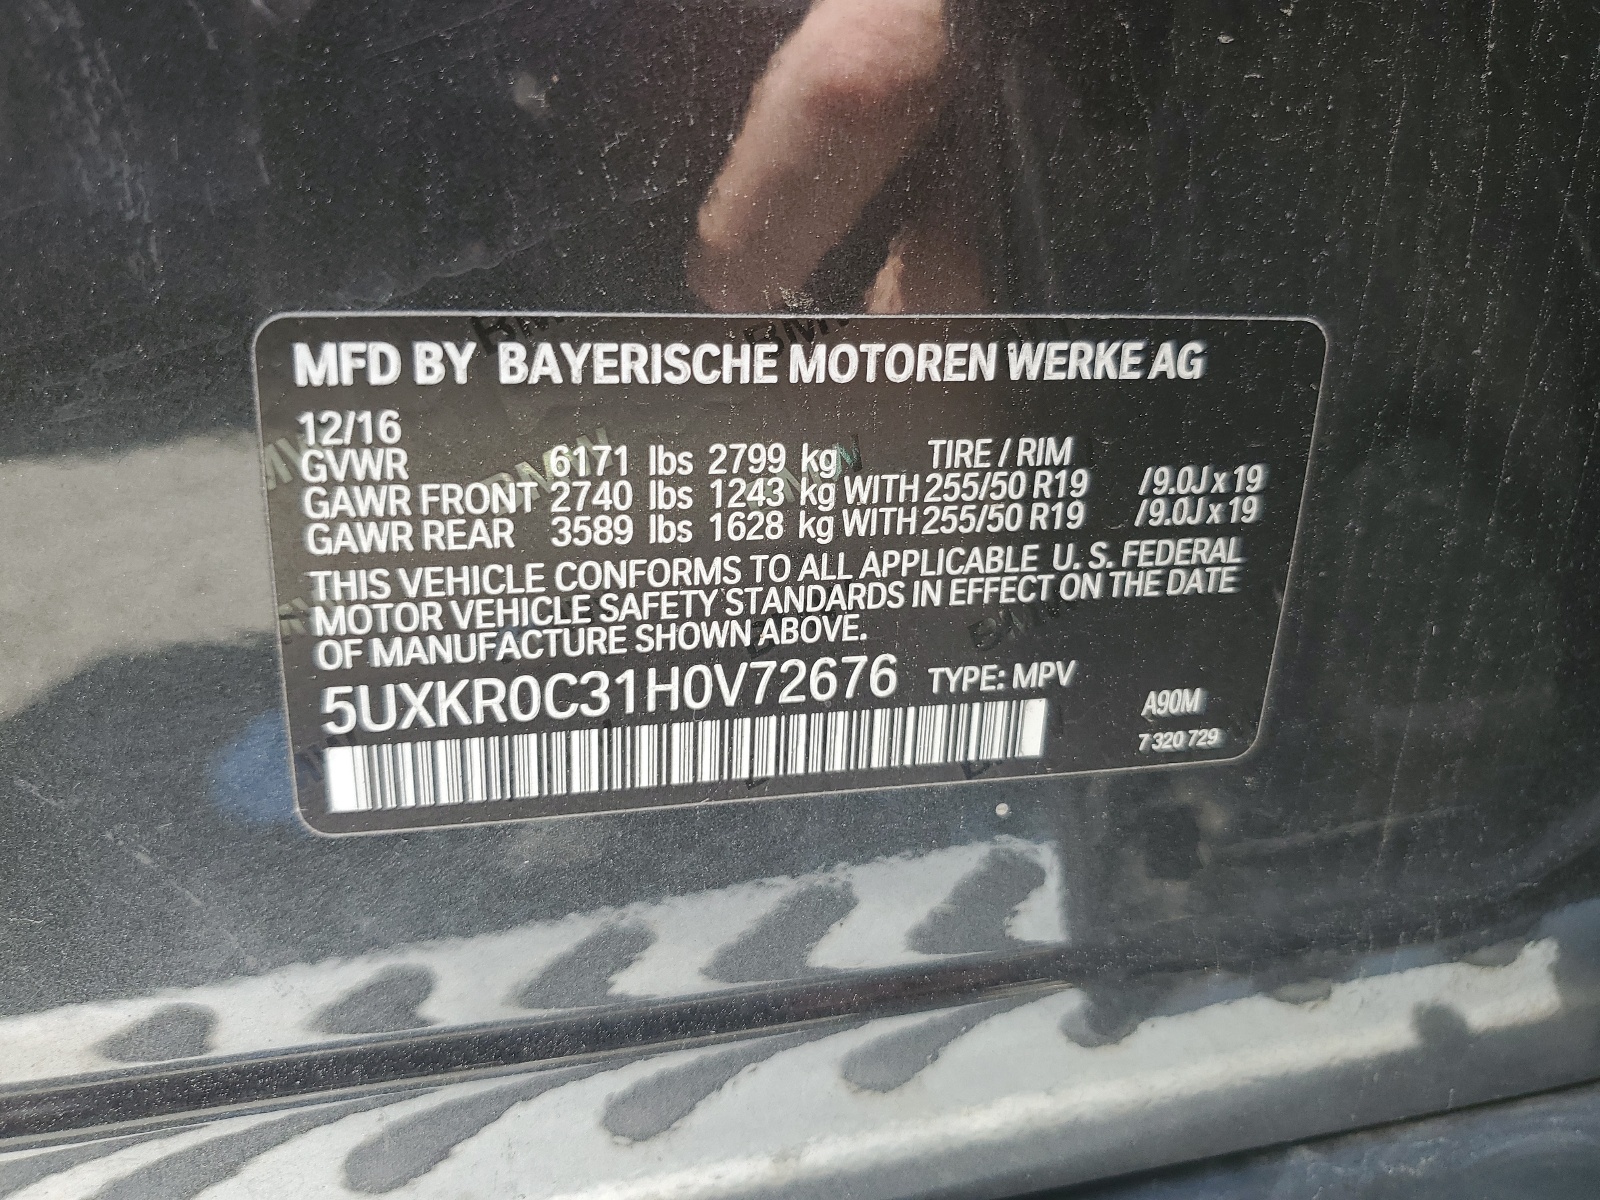 MFD BY BAYERISCHE MOTOREN WERKE AG
12/16
GVWR 6171 lbs 2799 kg TIRE / RIM
GAWR FRONT 2740 lbs 1243 kg WITH 255/50 R19 /9.0J x 19
GAWR REAR 3589 lbs 1628 kg WITH 255/50 R19 /9.0J x 19
THIS VEHICLE CONFORMS TO ALL APPLICABLE U. S. FEDERAL
MOTOR VEHICLE SAFETY STANDARDS IN EFFECT ON THE DATE
OF MANUFACTURE SHOWN ABOVE.
5UXKR0C31H0V72676 TYPE: MPV
A90M
7 320 729